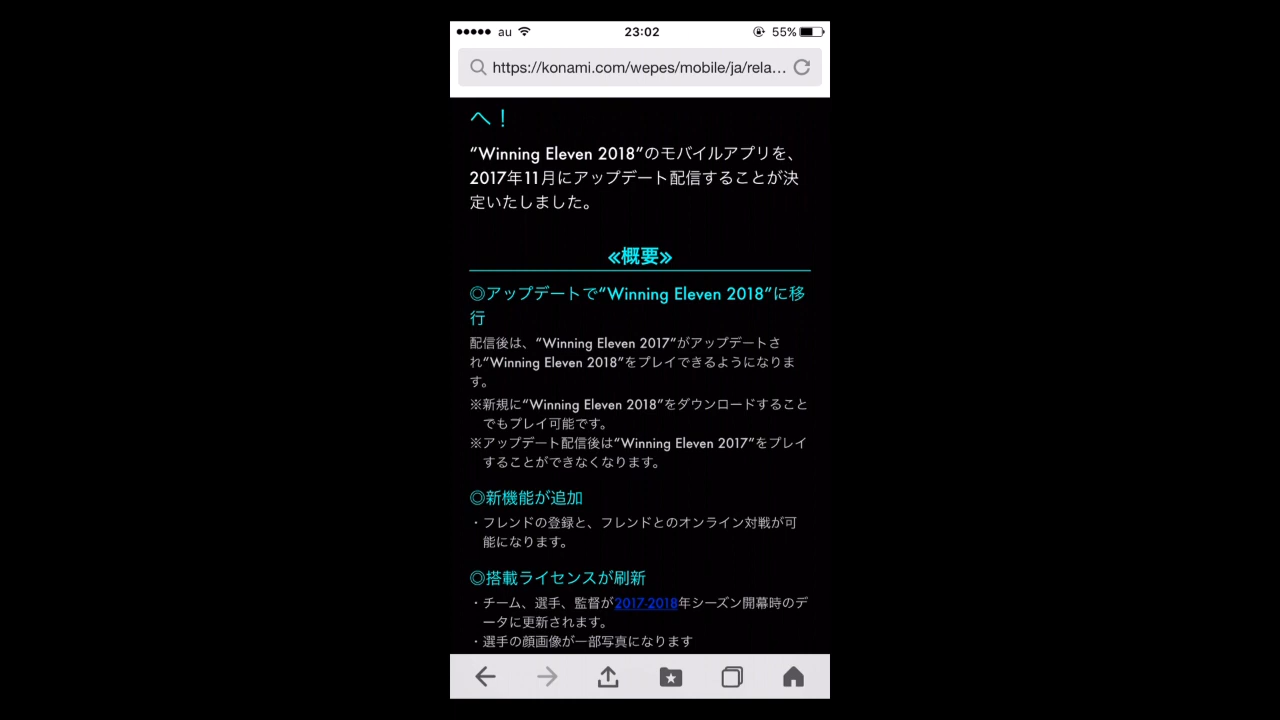 au 23:02 55%
https://konami.com/wepes/mobile/ja/rela...
へ！
“Winning Eleven 2018”のモバイルアプリを、
2017年11月にアップデート配信することが決
定いたしました。
≪概要≫
◎アップデートで“Winning Eleven 2018”に移
行
配信後は、“Winning Eleven 2017”がアップデートさ
れ“Winning Eleven 2018”をプレイできるようになりま
す。
※新規に“Winning Eleven 2018”をダウンロードすること
でもプレイ可能です。
※アップデート配信後は“Winning Eleven 2017”をプレイ
することができなくなります。
◎新機能が追加
・フレンドの登録と、フレンドとのオンライン対戦が可
能になります。
◎搭載ライセンスが刷新
・チーム、選手、監督が2017-2018年シーズン開幕時のデ
ータに更新されます。
・選手の顔画像が一部写真になります